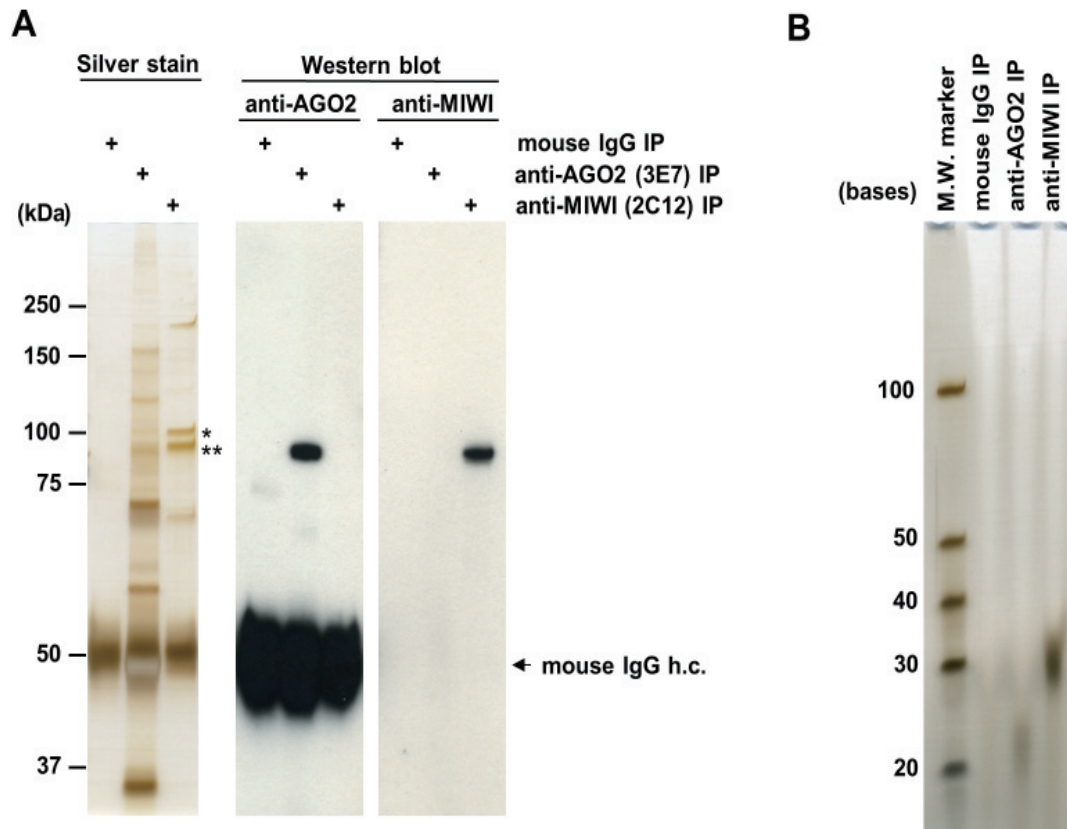 A
Silver stain
Western blot
anti-AGO2 anti-MIWI
+ + + mouse IgG IP
+ + + anti-AGO2 (3E7) IP
+ + + anti-MIWI (2C12) IP
(kDa)
250
150
100
*
**
75
50
mouse IgG h.c.
37
B
M.W. marker
mouse IgG IP
anti-AGO2 IP
anti-MIWI IP
(bases)
100
50
40
30
20